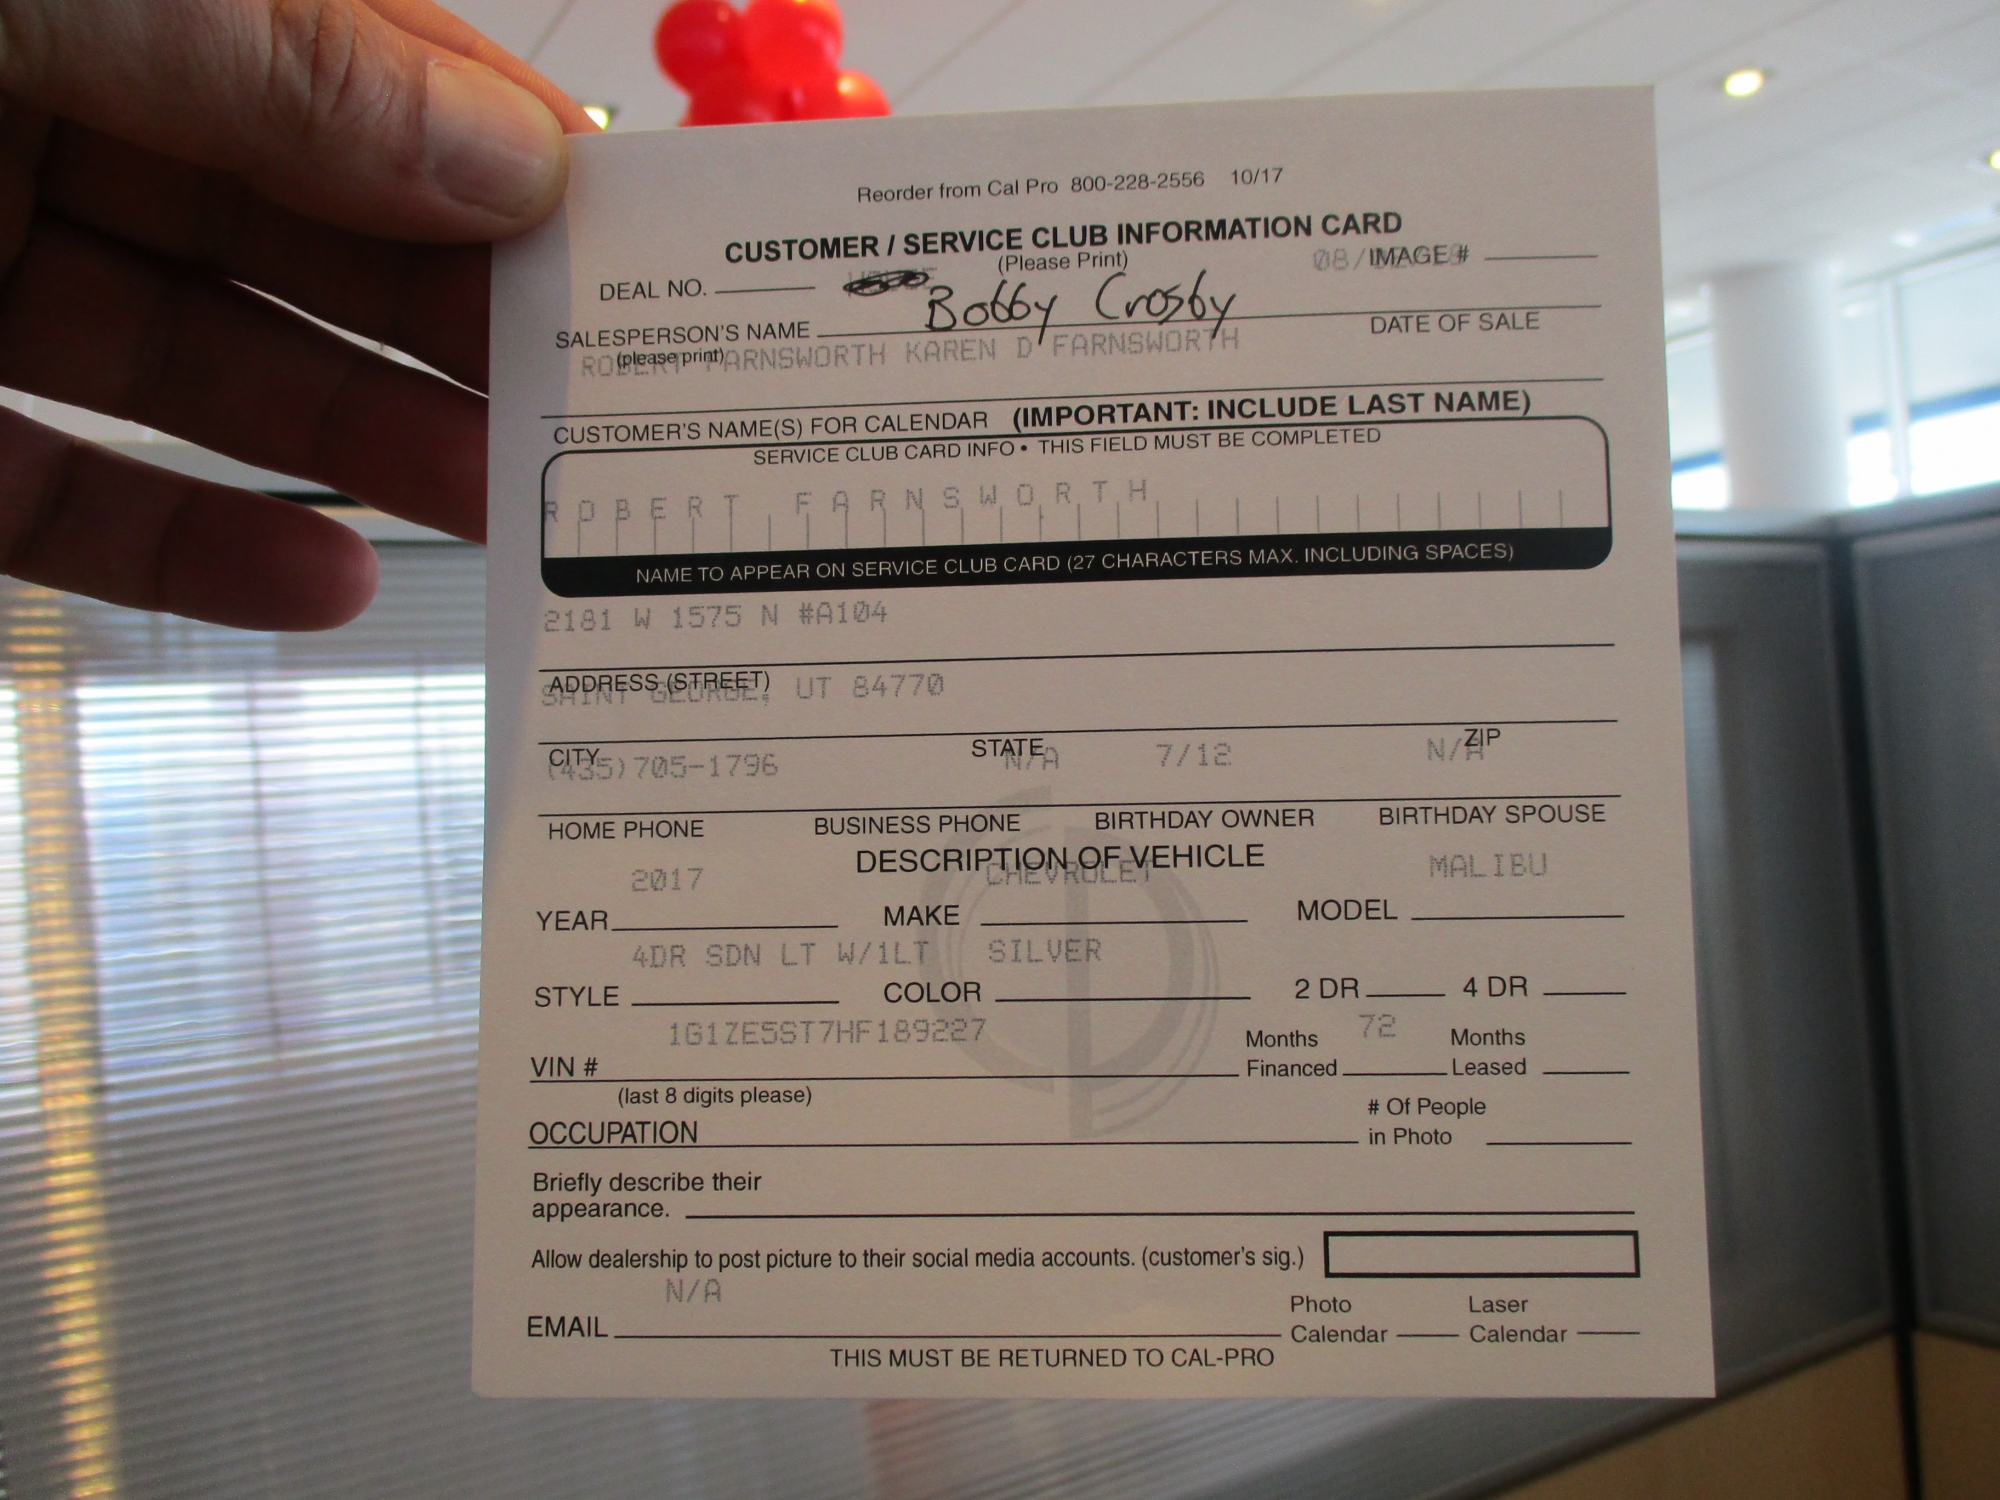 Reorder from Cal Pro 800-228-2556 10/17
CUSTOMER / SERVICE CLUB INFORMATION CARD
(Please Print)
08/ IMAGE #
DEAL NO.
Bobby Crosby
SALESPERSON'S NAME
DATE OF SALE
(please print)
ROBERT FARNSWORTH KAREN D FARNSWORTH
CUSTOMER'S NAME(S) FOR CALENDAR (IMPORTANT: INCLUDE LAST NAME)
SERVICE CLUB CARD INFO • THIS FIELD MUST BE COMPLETED
ROBERT FARNSWORTH
NAME TO APPEAR ON SERVICE CLUB CARD (27 CHARACTERS MAX. INCLUDING SPACES)
2181 W 1575 N #A104
ADDRESS (STREET)
SAINT GEORGE, UT 84770
CITY STATE ZIP
(435)705-1796 N/A 7/12 N/A
HOME PHONE BUSINESS PHONE BIRTHDAY OWNER BIRTHDAY SPOUSE
DESCRIPTION OF VEHICLE
2017 CHEVROLET MALIBU
YEAR MAKE MODEL
4DR SDN LT W/1LT SILVER
STYLE COLOR 2 DR 4 DR
1G1ZE5ST7HF189227 72
VIN # Months Financed Months Leased
(last 8 digits please)
OCCUPATION # Of People in Photo
Briefly describe their
appearance.
Allow dealership to post picture to their social media accounts. (customer's sig.)
N/A
EMAIL Photo Calendar Laser Calendar
THIS MUST BE RETURNED TO CAL-PRO